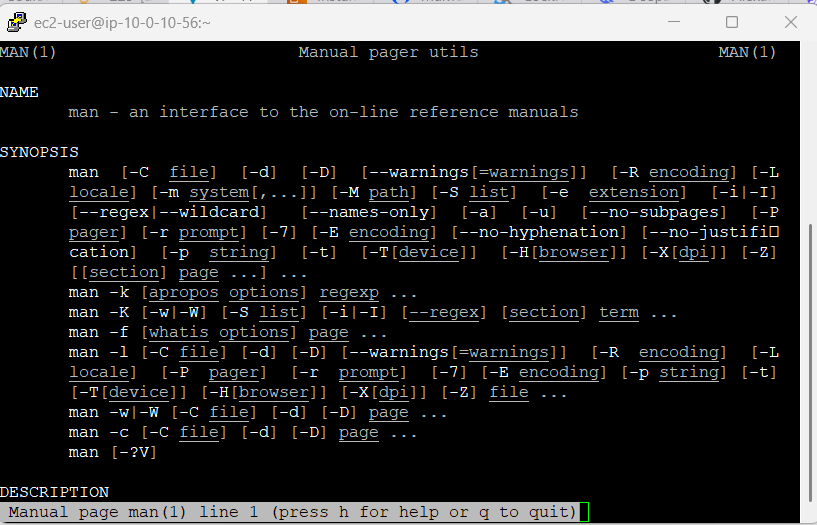 ec2-user@ip-10-0-10-56:~
MAN(1) Manual pager utils MAN(1)
NAME
man - an interface to the on-line reference manuals
SYNOPSIS
man [-C file] [-d] [-D] [--warnings[=warnings]] [-R encoding] [-L
locale] [-m system[,...]] [-M path] [-S list] [-e extension] [-i|-I]
[--regex|--wildcard] [--names-only] [-a] [-u] [--no-subpages] [-P
pager] [-r prompt] [-7] [-E encoding] [--no-hyphenation] [--no-justifi□
cation] [-p string] [-t] [-T[device]] [-H[browser]] [-X[dpi]] [-Z]
[[section] page ...] ...
man -k [apropos options] regexp ...
man -K [-w|-W] [-S list] [-i|-I] [--regex] [section] term ...
man -f [whatis options] page ...
man -l [-C file] [-d] [-D] [--warnings[=warnings]] [-R encoding] [-L
locale] [-P pager] [-r prompt] [-7] [-E encoding] [-p string] [-t]
[-T[device]] [-H[browser]] [-X[dpi]] [-Z] file ...
man -w|-W [-C file] [-d] [-D] page ...
man -c [-C file] [-d] [-D] page ...
man [-?V]
DESCRIPTION
Manual page man(1) line 1 (press h for help or q to quit)